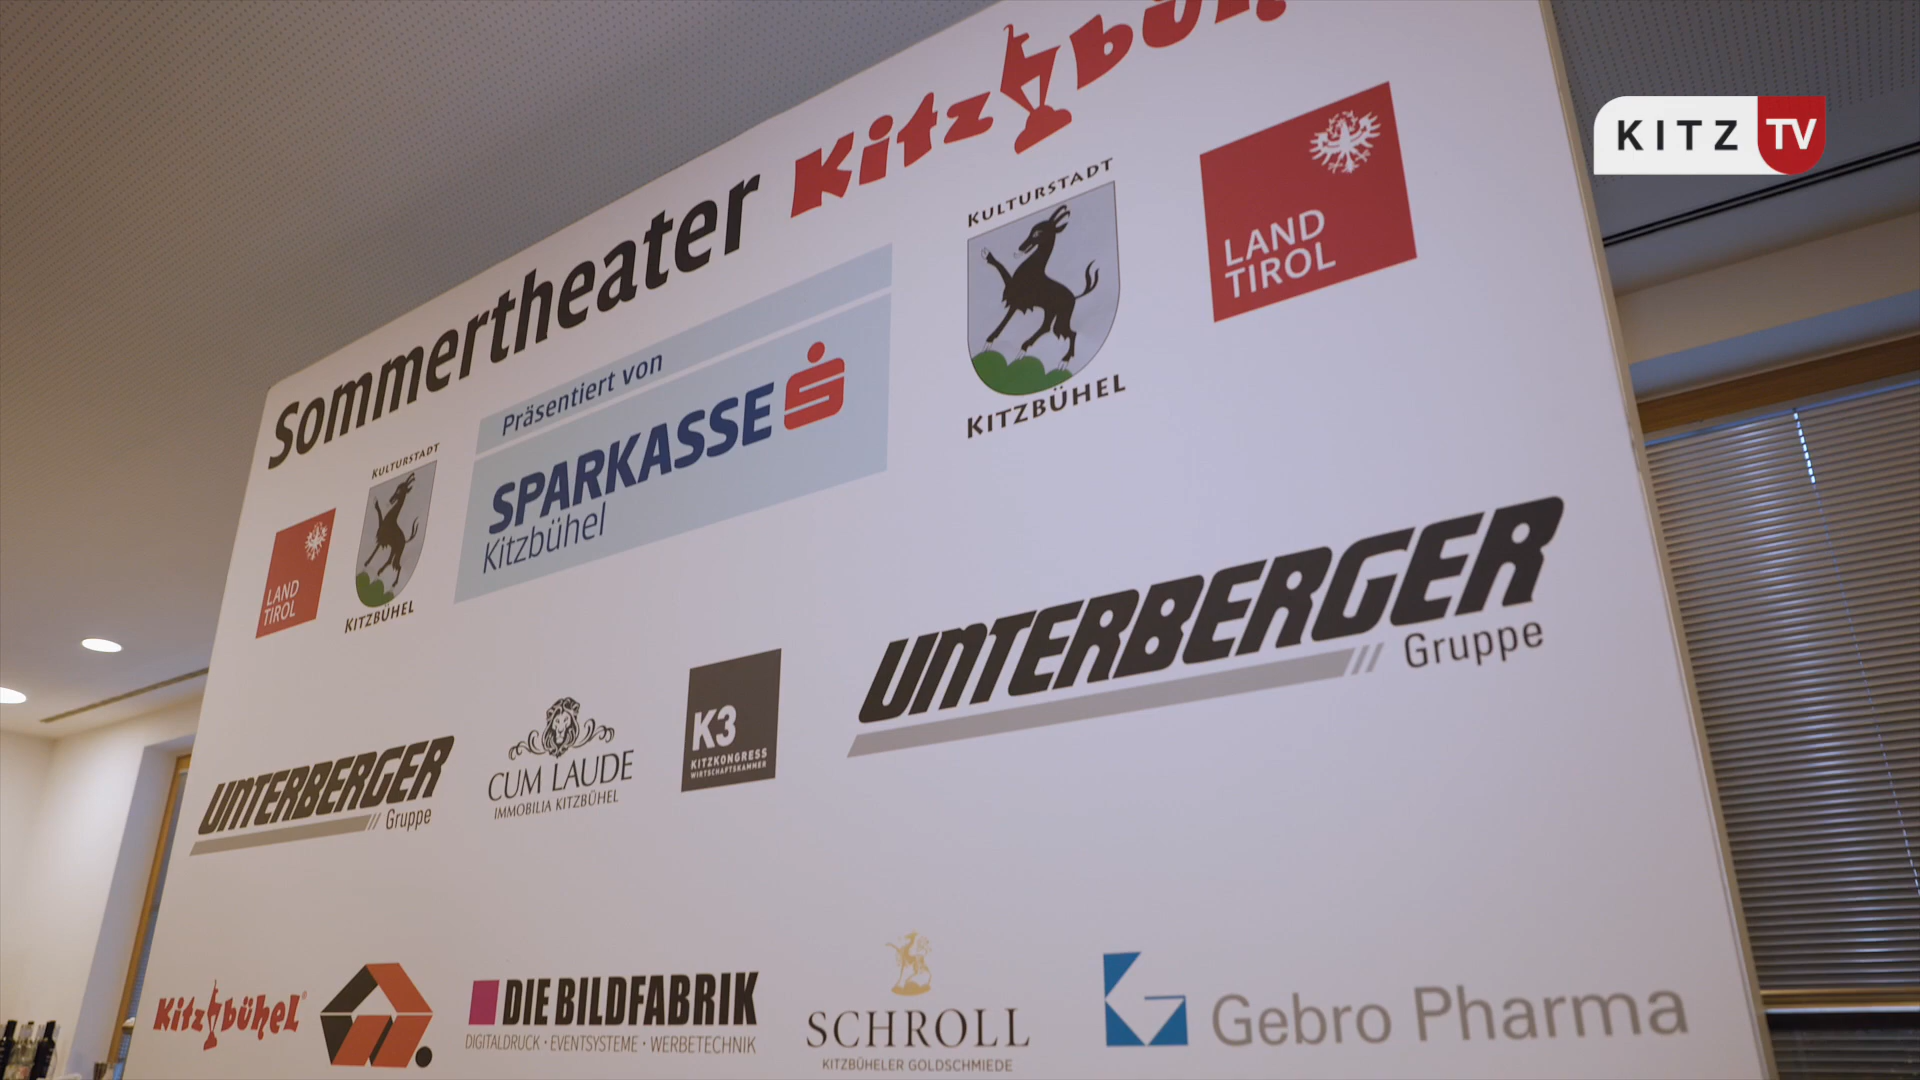 KITZ TV
Sommertheater Kitzbühel
KULTURSTADT
KITZBÜHEL
LAND
TIROL
Präsentiert von
SPARKASSE
Kitzbühel
KULTURSTADT
KITZBÜHEL
LAND
TIROL
UNTERBERGER
Gruppe
K3
KITZKONGRESS
WIRTSCHAFTSKAMMER
CUM LAUDE
IMMOBILIA KITZBÜHEL
UNTERBERGER
Gruppe
Kitzbühel
DIE BILDFABRIK
DIGITALDRUCK · EVENTSYSTEME · WERBETECHNIK
SCHROLL
KITZBÜHELER GOLDSCHMIEDE
Gebro Pharma